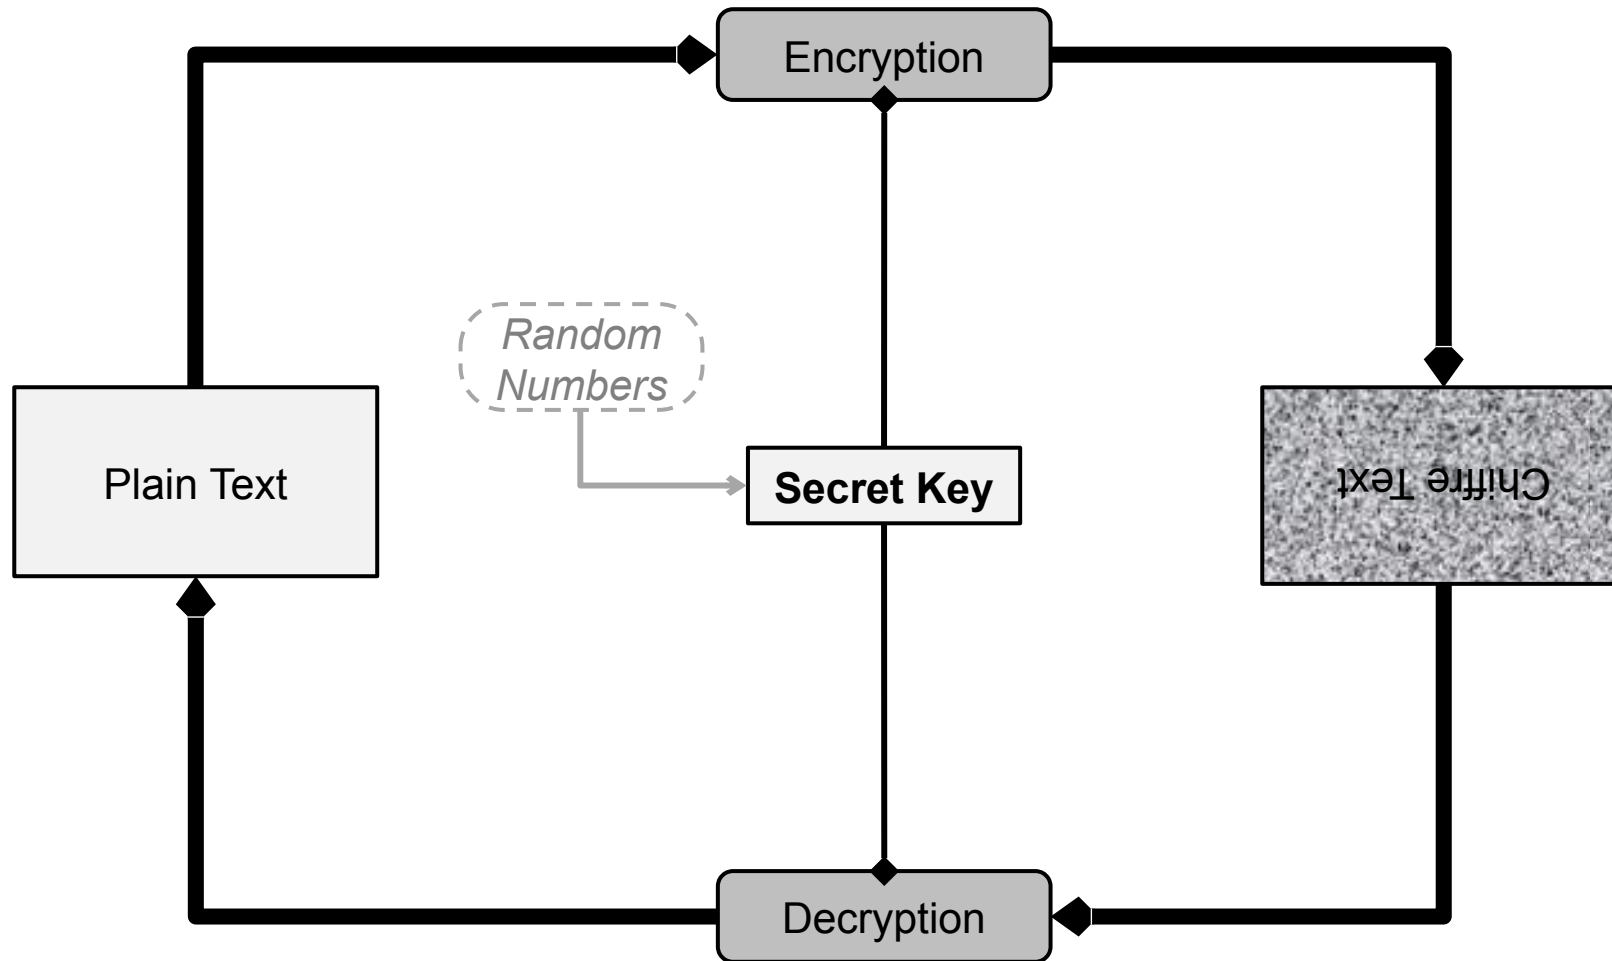 Encryption
Random
Numbers
Plain Text
Secret Key
Chiffre Text
Decryption